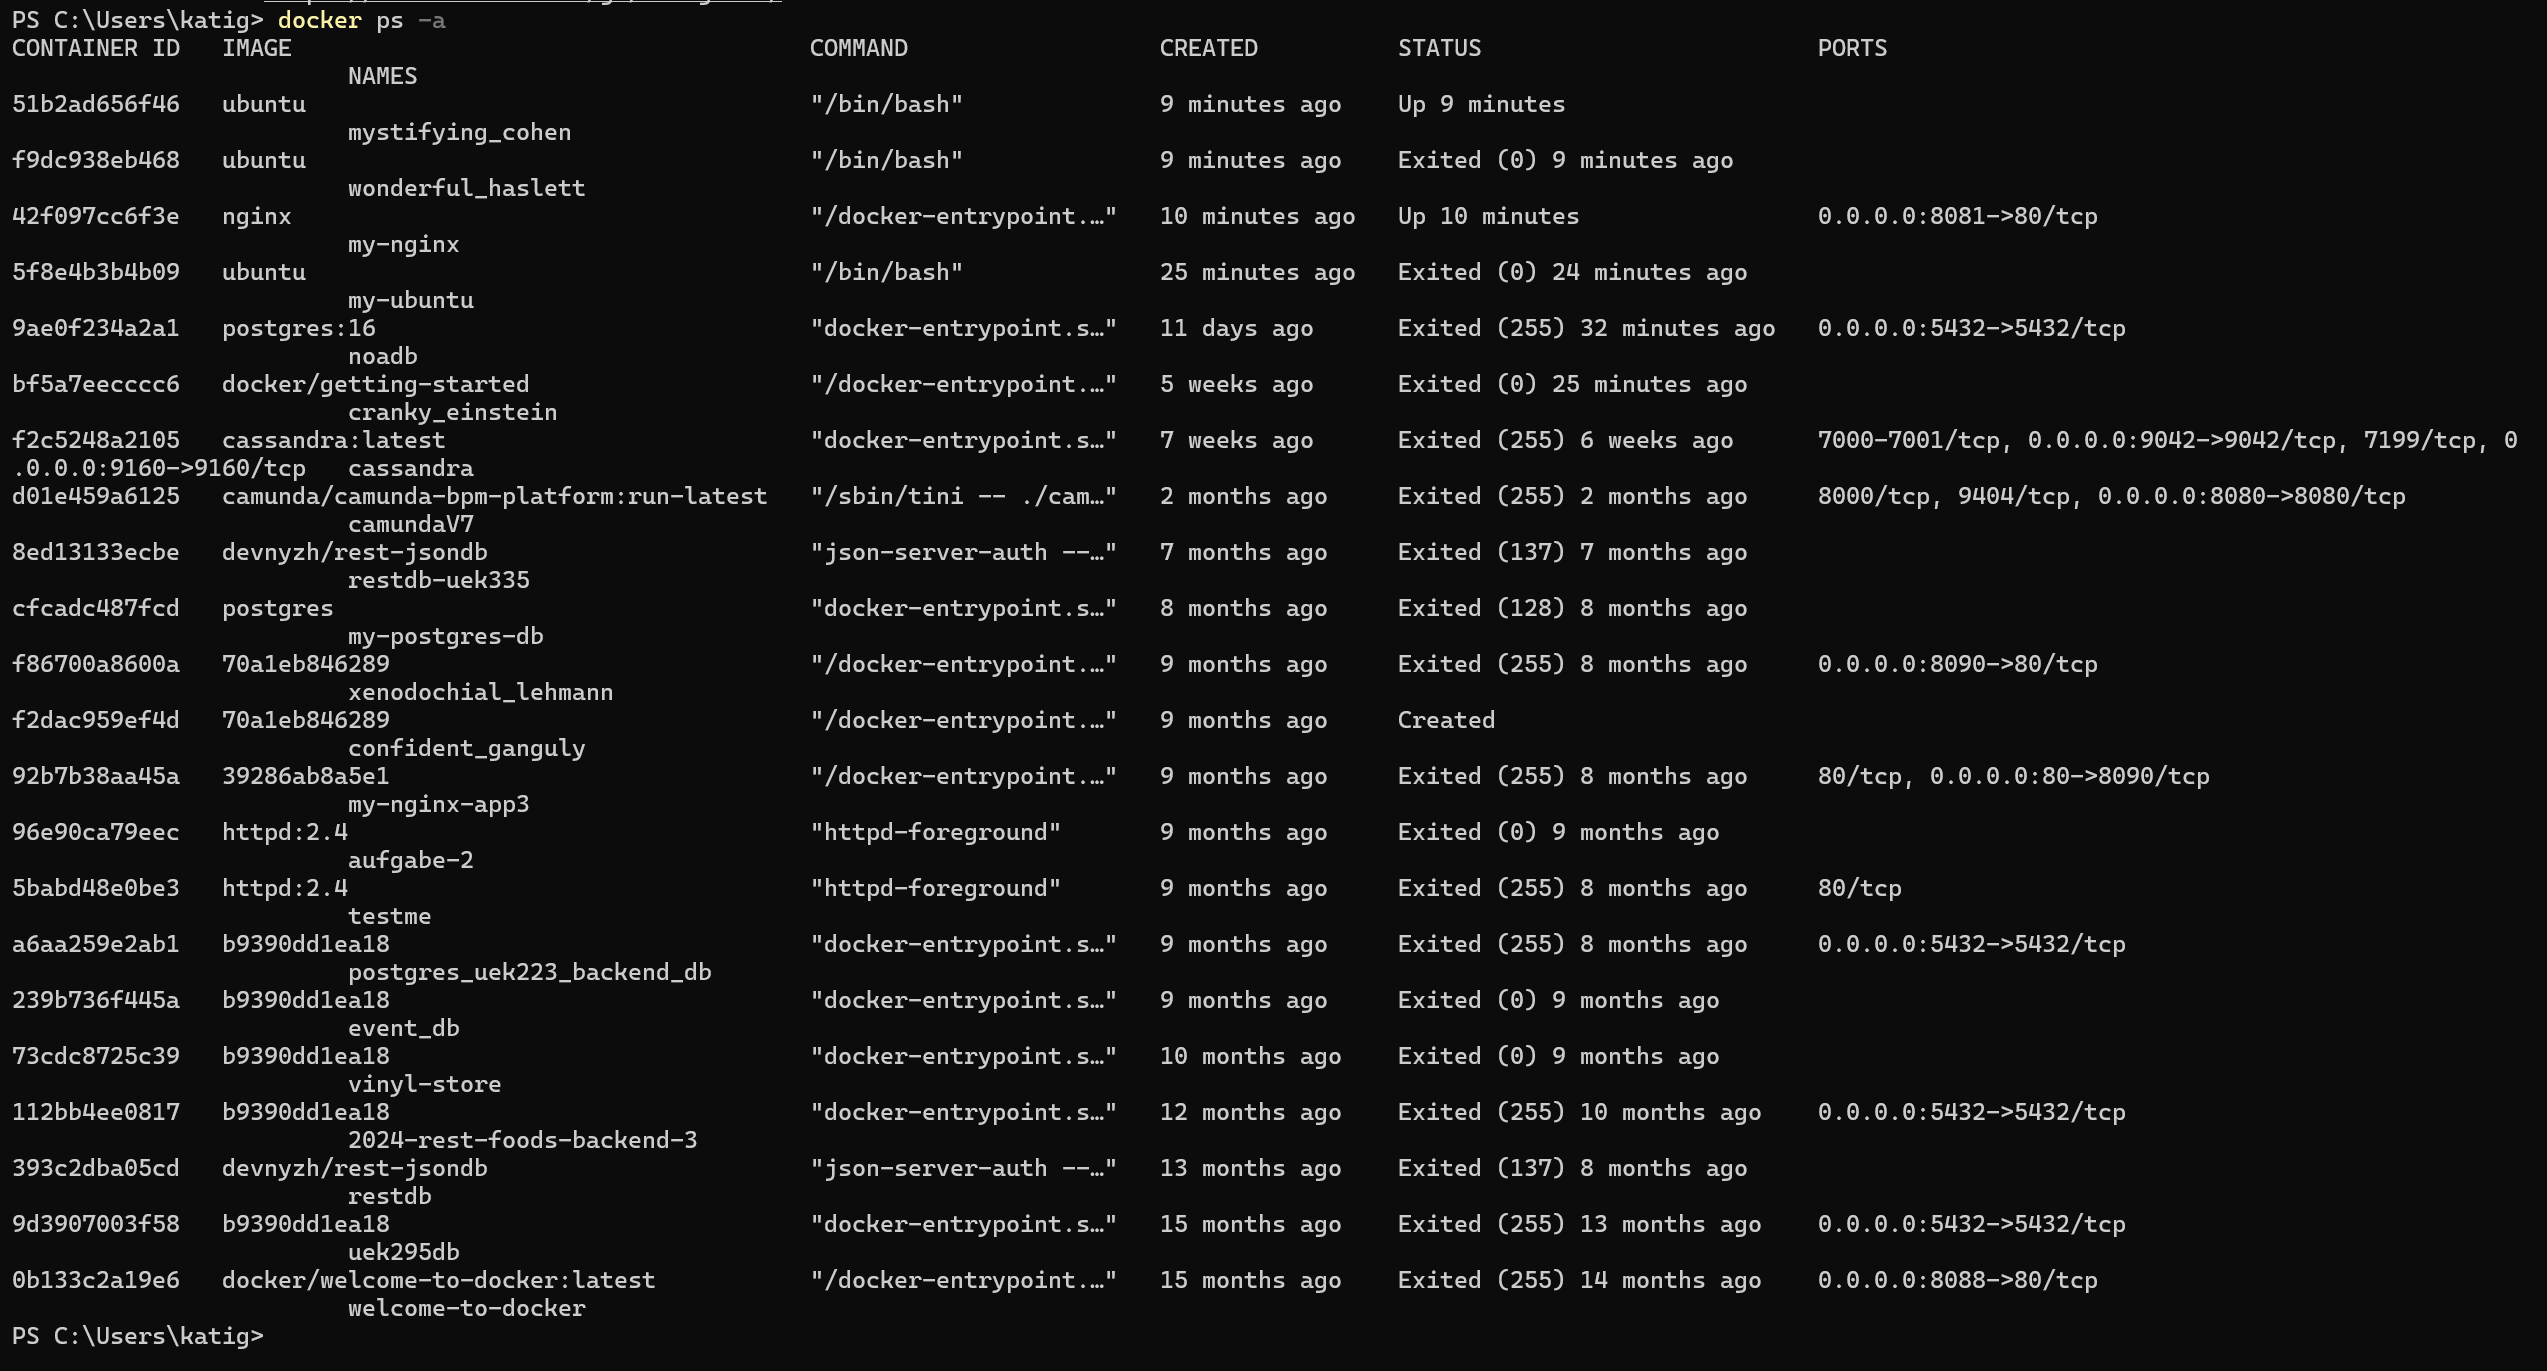 PS C:\Users\katig> docker ps -a
CONTAINER ID   IMAGE                                     COMMAND                  CREATED          STATUS                        PORTS
                        NAMES
51b2ad656f46   ubuntu                                    "/bin/bash"              9 minutes ago    Up 9 minutes
                        mystifying_cohen
f9dc938eb468   ubuntu                                    "/bin/bash"              9 minutes ago    Exited (0) 9 minutes ago
                        wonderful_haslett
42f097cc6f3e   nginx                                     "/docker-entrypoint.…"   10 minutes ago   Up 10 minutes                 0.0.0.0:8081->80/tcp
                        my-nginx
5f8e4b3b4b09   ubuntu                                    "/bin/bash"              25 minutes ago   Exited (0) 24 minutes ago
                        my-ubuntu
9ae0f234a2a1   postgres:16                               "docker-entrypoint.s…"   11 days ago      Exited (255) 32 minutes ago   0.0.0.0:5432->5432/tcp
                        noadb
bf5a7eecccc6   docker/getting-started                    "/docker-entrypoint.…"   5 weeks ago      Exited (0) 25 minutes ago
                        cranky_einstein
f2c5248a2105   cassandra:latest                          "docker-entrypoint.s…"   7 weeks ago      Exited (255) 6 weeks ago      7000-7001/tcp, 0.0.0.0:9042->9042/tcp, 7199/tcp, 0
.0.0.0:9160->9160/tcp   cassandra
d01e459a6125   camunda/camunda-bpm-platform:run-latest   "/sbin/tini -- ./cam…"   2 months ago     Exited (255) 2 months ago     8000/tcp, 9404/tcp, 0.0.0.0:8080->8080/tcp
                        camundaV7
8ed13133ecbe   devnyzh/rest-jsondb                       "json-server-auth --…"   7 months ago     Exited (137) 7 months ago
                        restdb-uek335
cfcadc487fcd   postgres                                  "docker-entrypoint.s…"   8 months ago     Exited (128) 8 months ago
                        my-postgres-db
f86700a8600a   70a1eb846289                              "/docker-entrypoint.…"   9 months ago     Exited (255) 8 months ago     0.0.0.0:8090->80/tcp
                        xenodochial_lehmann
f2dac959ef4d   70a1eb846289                              "/docker-entrypoint.…"   9 months ago     Created
                        confident_ganguly
92b7b38aa45a   39286ab8a5e1                              "/docker-entrypoint.…"   9 months ago     Exited (255) 8 months ago     80/tcp, 0.0.0.0:80->8090/tcp
                        my-nginx-app3
96e90ca79eec   httpd:2.4                                 "httpd-foreground"       9 months ago     Exited (0) 9 months ago
                        aufgabe-2
5babd48e0be3   httpd:2.4                                 "httpd-foreground"       9 months ago     Exited (255) 8 months ago     80/tcp
                        testme
a6aa259e2ab1   b9390dd1ea18                              "docker-entrypoint.s…"   9 months ago     Exited (255) 8 months ago     0.0.0.0:5432->5432/tcp
                        postgres_uek223_backend_db
239b736f445a   b9390dd1ea18                              "docker-entrypoint.s…"   9 months ago     Exited (0) 9 months ago
                        event_db
73cdc8725c39   b9390dd1ea18                              "docker-entrypoint.s…"   10 months ago    Exited (0) 9 months ago
                        vinyl-store
112bb4ee0817   b9390dd1ea18                              "docker-entrypoint.s…"   12 months ago    Exited (255) 10 months ago    0.0.0.0:5432->5432/tcp
                        2024-rest-foods-backend-3
393c2dba05cd   devnyzh/rest-jsondb                       "json-server-auth --…"   13 months ago    Exited (137) 8 months ago
                        restdb
9d3907003f58   b9390dd1ea18                              "docker-entrypoint.s…"   15 months ago    Exited (255) 13 months ago    0.0.0.0:5432->5432/tcp
                        uek295db
0b133c2a19e6   docker/welcome-to-docker:latest           "/docker-entrypoint.…"   15 months ago    Exited (255) 14 months ago    0.0.0.0:8088->80/tcp
                        welcome-to-docker
PS C:\Users\katig>